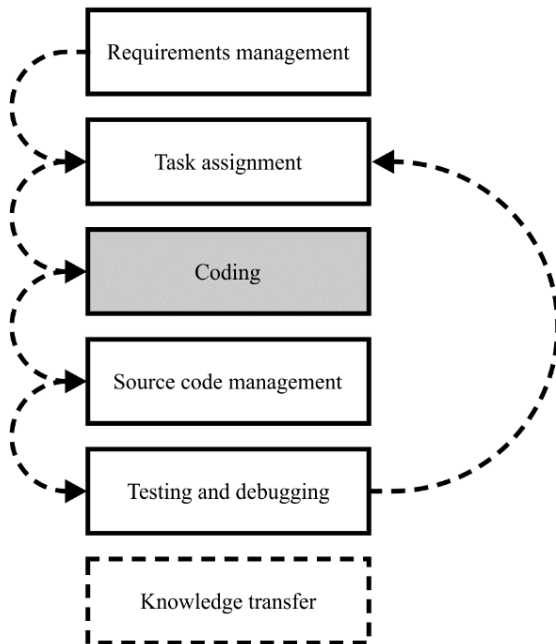 Requirements management
Task assignment
Coding
Source code management
Testing and debugging
Knowledge transfer